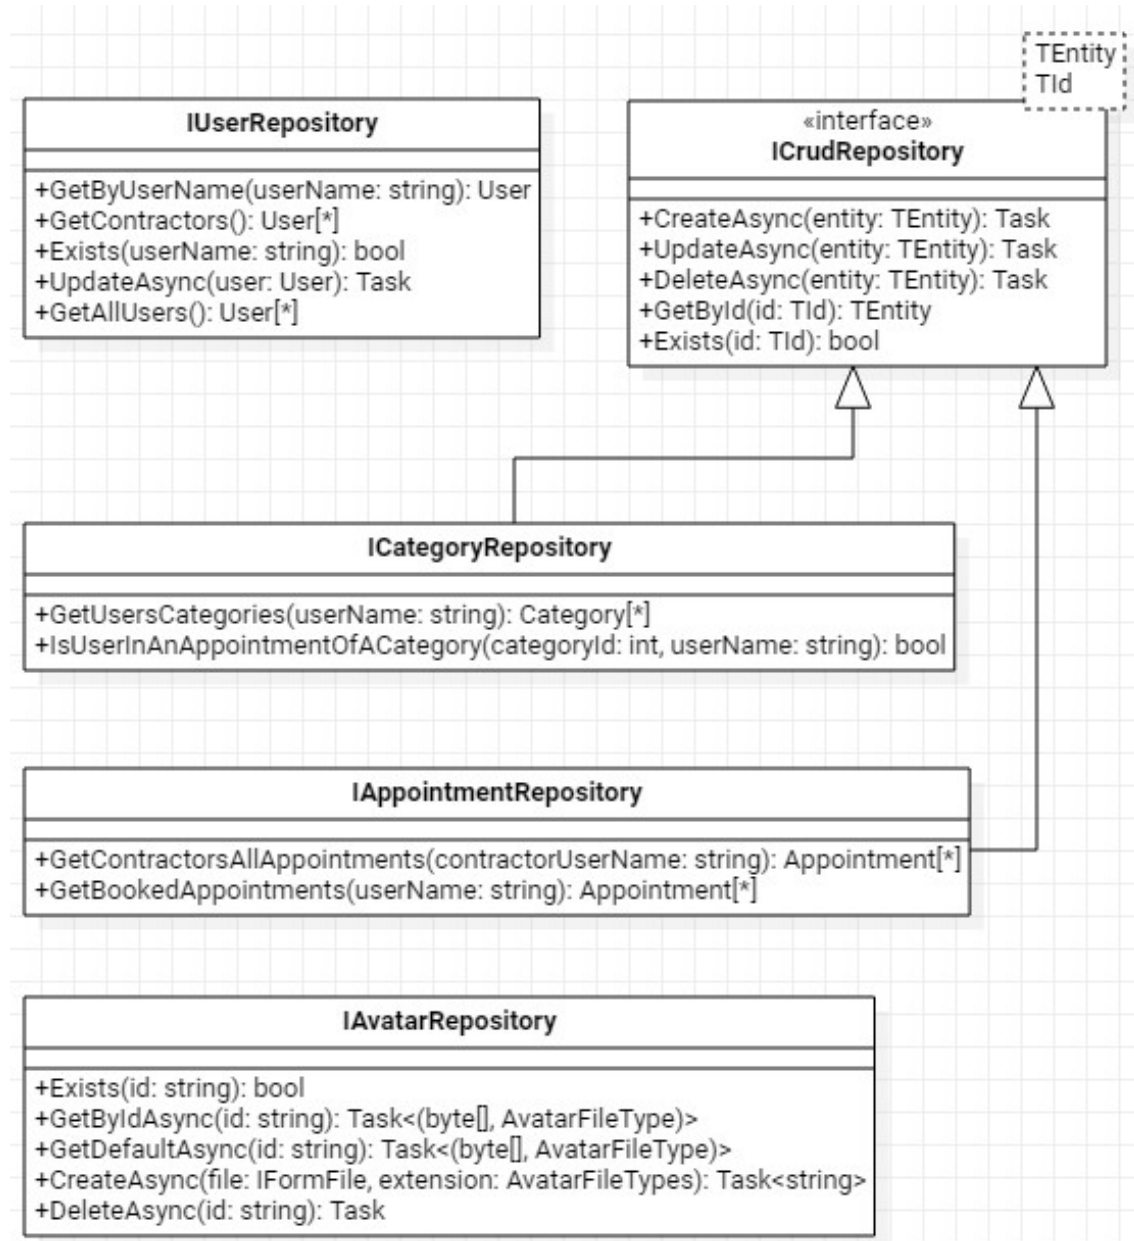 IUserRepository
+GetByUserName(userName: string): User
+GetContractors(): User[*]
+Exists(userName: string): bool
+UpdateAsync(user: User): Task
+GetAllUsers(): User[*]
TEntity
TId
«interface»
ICrudRepository
+CreateAsync(entity: TEntity): Task
+UpdateAsync(entity: TEntity): Task
+DeleteAsync(entity: TEntity): Task
+GetById(id: TId): TEntity
+Exists(id: TId): bool
ICategoryRepository
+GetUsersCategories(userName: string): Category[*]
+IsUserInAnAppointmentOfACategory(categoryId: int, userName: string): bool
IAppointmentRepository
+GetContractorsAllAppointments(contractorUserName: string): Appointment[*]
+GetBookedAppointments(userName: string): Appointment[*]
IAvatarRepository
+Exists(id: string): bool
+GetByIdAsync(id: string): Task<(byte[], AvatarFileType)>
+GetDefaultAsync(id: string): Task<(byte[], AvatarFileType)>
+CreateAsync(file: IFormFile, extension: AvatarFileTypes): Task<string>
+DeleteAsync(id: string): Task